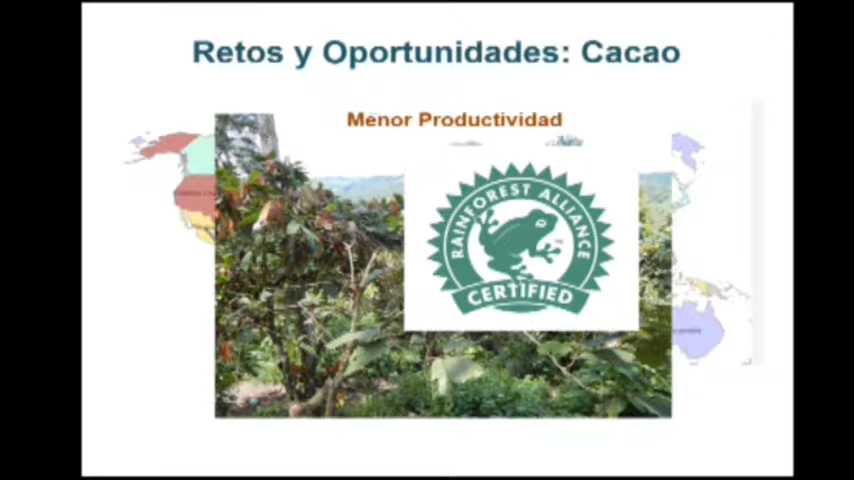 Retos y Oportunidades: Cacao
Menor Productividad
RAINFOREST ALLIANCE
CERTIFIED